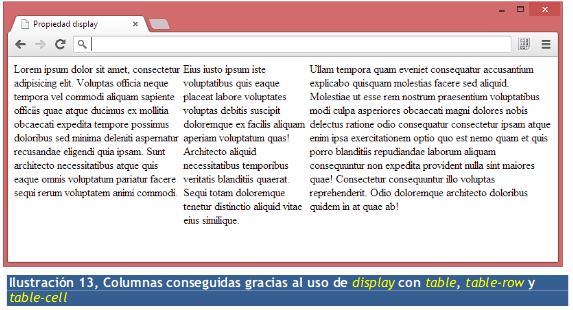 Propiedad display
Lorem ipsum dolor sit amet, consectetur
adipisicing elit. Voluptas officia neque
tempora vel commodi aliquam sapiente
officiis quae atque ducimus ex mollitia
obcaecati expedita tempore possimus
doloribus sed minima deleniti aspernatur
recusandae eligendi quia ipsam. Sunt
architecto necessitatibus atque quis
eaque omnis voluptatum pariatur facere
sequi rerum voluptatem animi commodi.
Eius iusto ipsum iste
voluptatibus quis eaque
placeat labore voluptates
voluptas debitis suscipit
doloremque ex facilis aliquam
aperiam voluptatum quas!
Architecto aliquid
necessitatibus temporibus
veritatis blanditiis quaerat.
Sequi totam doloremque
tenetur distinctio aliquid vitae
eius similique.
Ullam tempora quam eveniet consequatur accusantium
explicabo quisquam molestias facere sed aliquid.
Molestiae ut esse rem nostrum praesentium voluptatibus
modi culpa asperiores obcaecati magni dolores nobis
delectus ratione odio consequatur consectetur ipsam atque
enim ipsa exercitationem optio quo est nemo quam et quis
porro blanditiis repudiandae laborum aliquam
consequuntur non expedita provident nulla sint maiores
quae! Consectetur consequuntur illo voluptas
reprehenderit. Odio doloremque architecto doloribus
quidem in at quae ab!
Ilustración 13, Columnas conseguidas gracias al uso de display con table, table-row y
table-cell